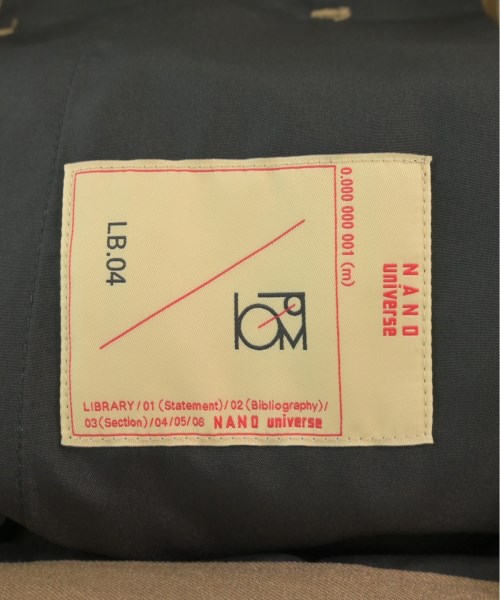 NANO
universe
0.000 000 001 (m)
LB.04
LIBRARY/01 (Statement)/02 (Bibliography)/
03 (Section)/04/05/06 NANO universe